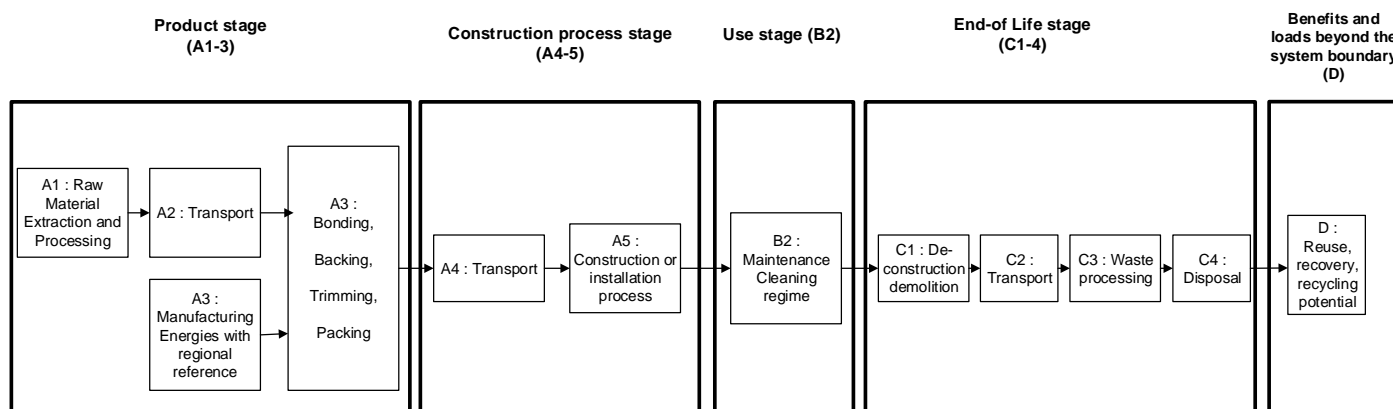 Product stage
(A1-3)
Construction process stage
(A4-5)
Use stage (B2)
End-of Life stage
(C1-4)
Benefits and
loads beyond the
system boundary
(D)
A1 : Raw
Material
Extraction and
Processing
A2 : Transport
A3 :
Manufacturing
Energies with
regional
reference
A3 :
Bonding,
Backing,
Trimming,
Packing
A4 : Transport
A5 :
Construction or
installation
process
B2 :
Maintenance
Cleaning
regime
C1 : De-
construction
demolition
C2 :
Transport
C3 : Waste
processing
C4 :
Disposal
D :
Reuse,
recovery,
recycling
potential